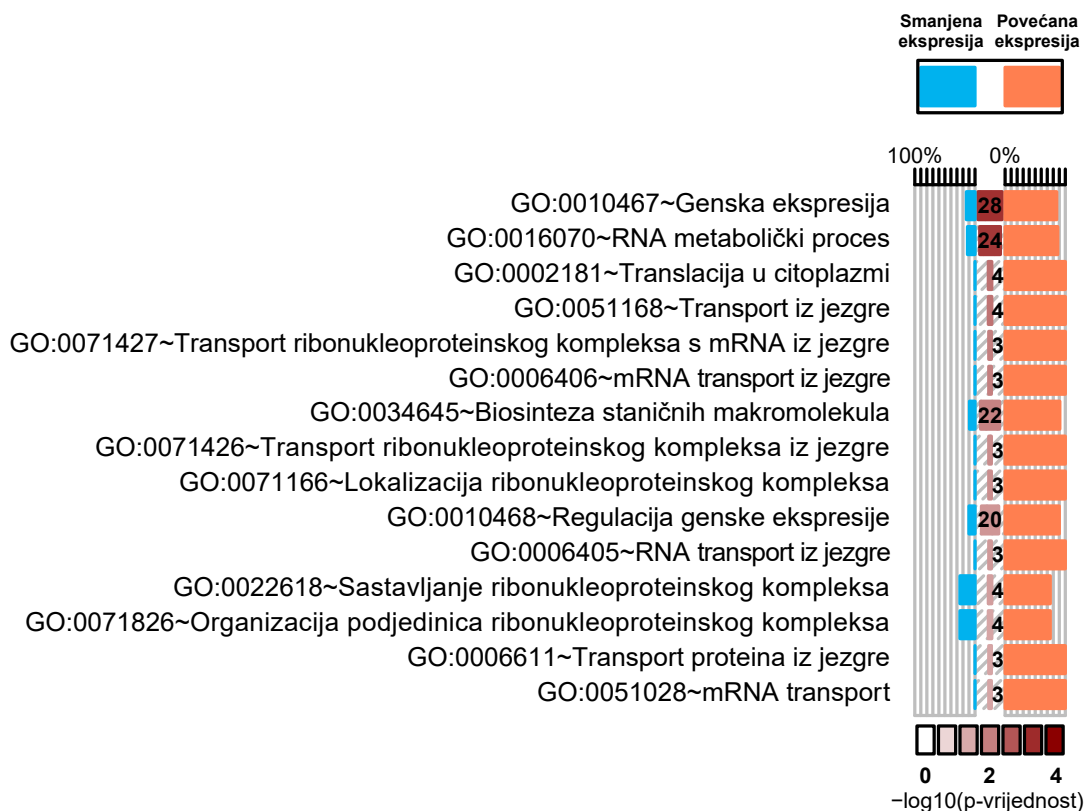 Smanjena Povećana
ekspresija ekspresija
100% 0%
GO:0010467~Genska ekspresija 28
GO:0016070~RNA metabolički proces 24
GO:0002181~Translacija u citoplazmi 4
GO:0051168~Transport iz jezgre 4
GO:0071427~Transport ribonukleoproteinskog kompleksa s mRNA iz jezgre 3
GO:0006406~mRNA transport iz jezgre 3
GO:0034645~Biosinteza staničnih makromolekula 22
GO:0071426~Transport ribonukleoproteinskog kompleksa iz jezgre 3
GO:0071166~Lokalizacija ribonukleoproteinskog kompleksa 3
GO:0010468~Regulacija genske ekspresije 20
GO:0006405~RNA transport iz jezgre 3
GO:0022618~Sastavljanje ribonukleoproteinskog kompleksa 4
GO:0071826~Organizacija podjedinica ribonukleoproteinskog kompleksa 4
GO:0006611~Transport proteina iz jezgre 3
GO:0051028~mRNA transport 3
0 2 4
−log10(p-vrijednost)